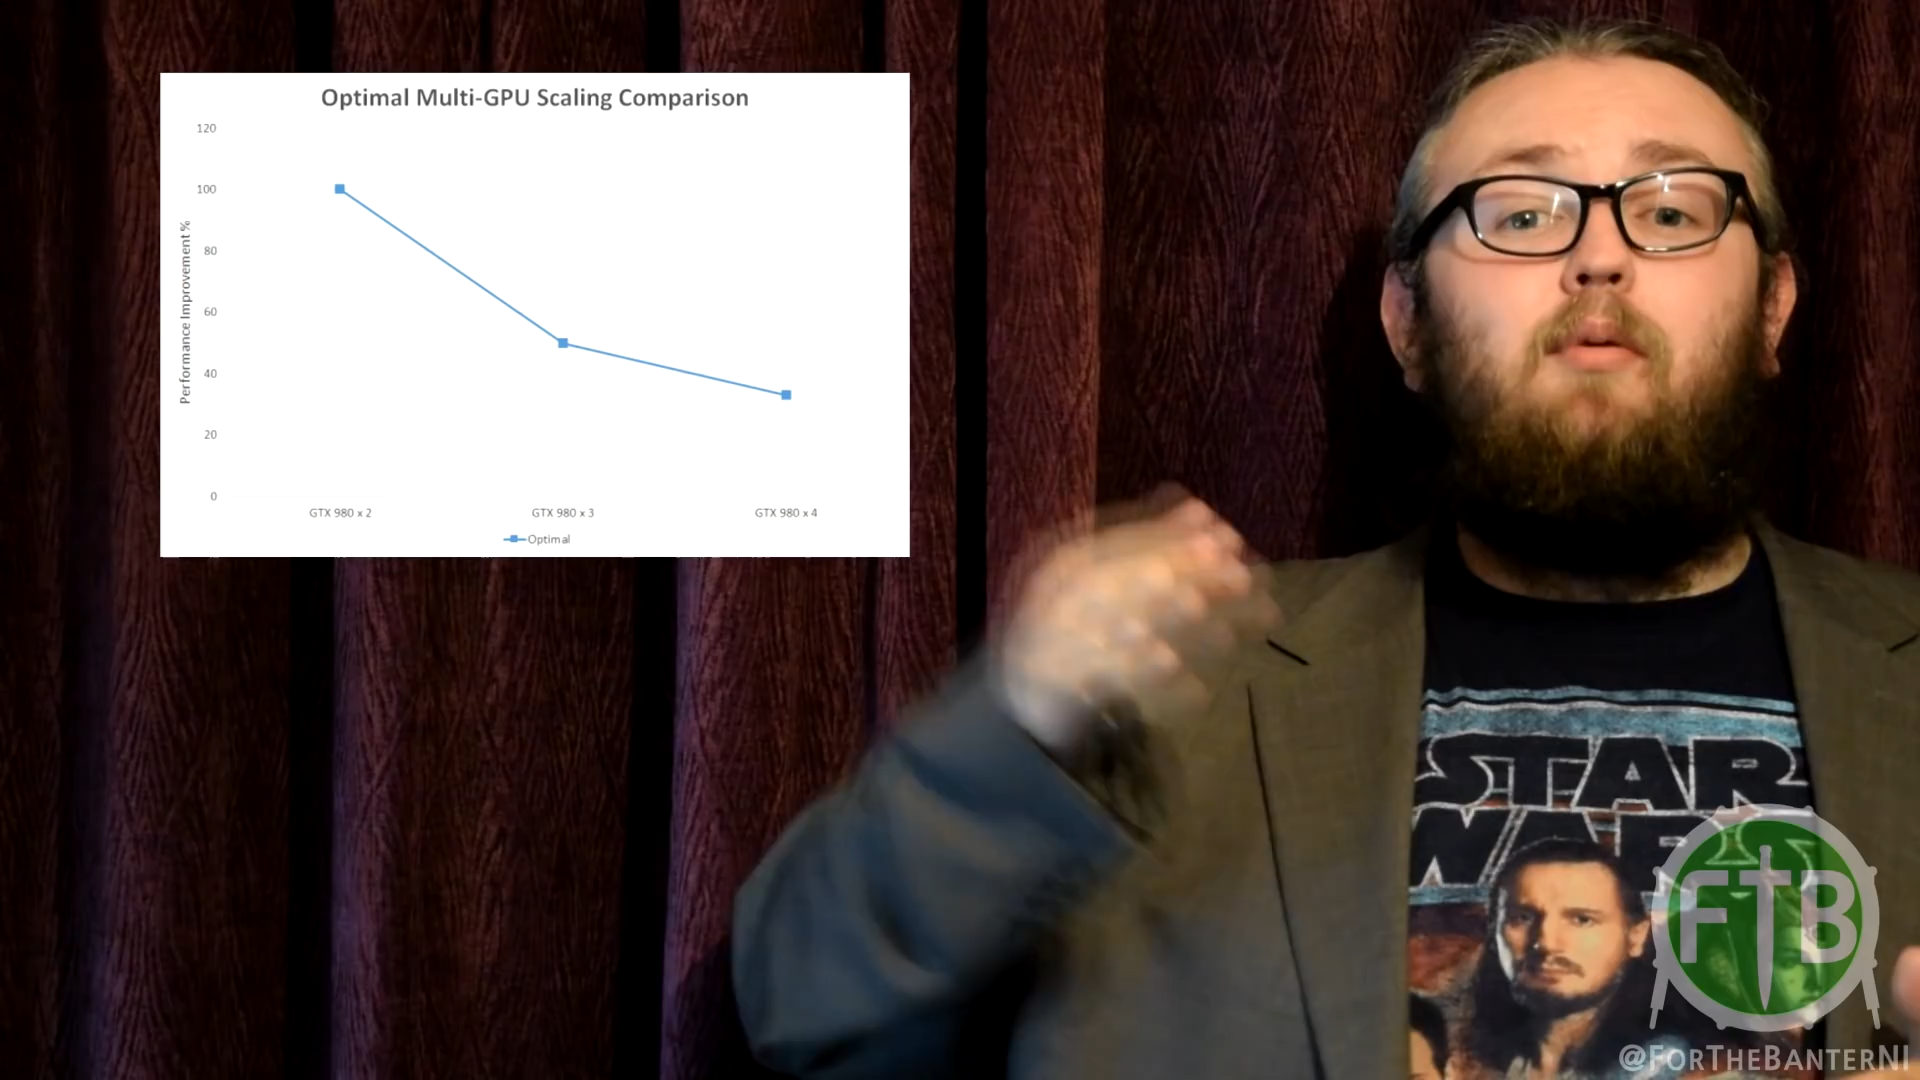 Optimal Multi-GPU Scaling Comparison
120
100
80
60
40
20
0
Performance Improvement %
GTX 980 x 2
GTX 980 x 3
GTX 980 x 4
Optimal
STAR
WARS
FTB
@FORTHEBANTERNI